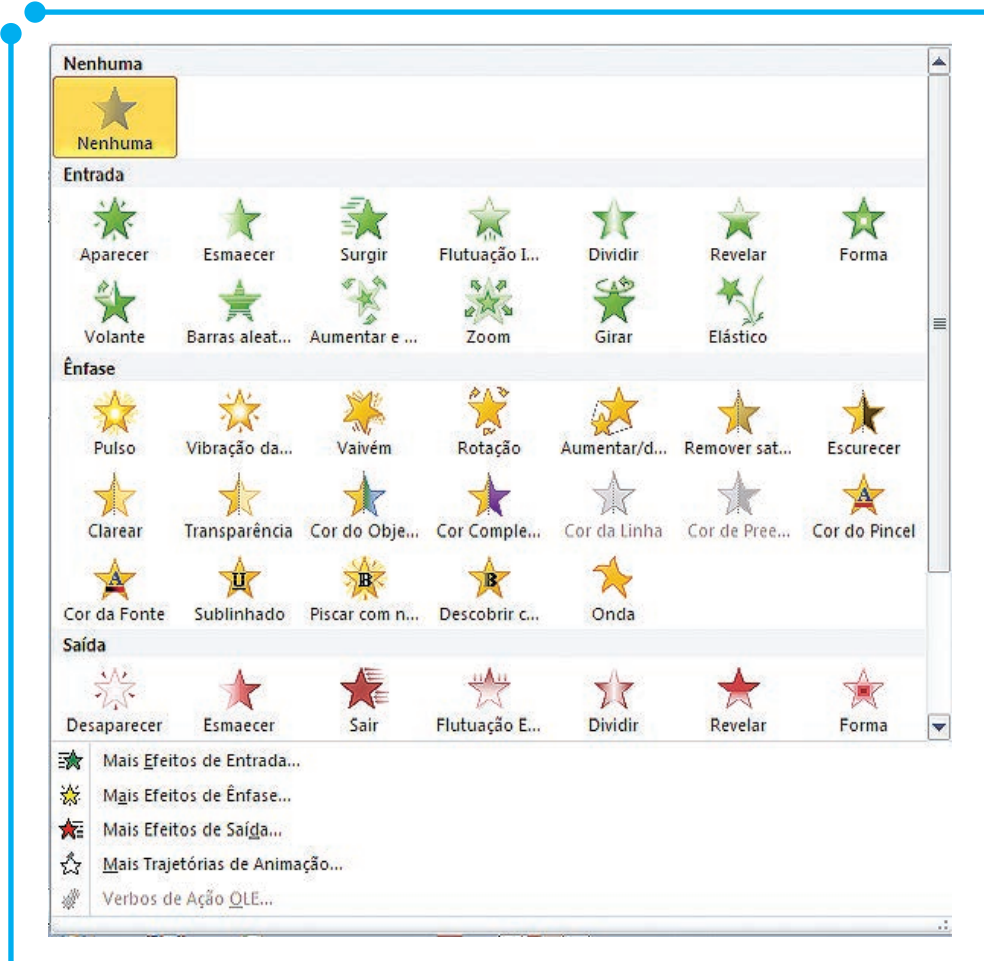 Nenhuma
Nenhuma
Entrada
Aparecer Esmaecer Surgir Flutuação I... Dividir Revelar Forma
Volante Barras aleat... Aumentar e ... Zoom Girar Elástico
Ênfase
Pulso Vibração da... Vaivém Rotação Aumentar/d... Remover sat... Escurecer
Clarear Transparência Cor do Obje... Cor Comple... Cor da Linha Cor de Pree... Cor do Pincel
Cor da Fonte Sublinhado Piscar com n... Descobrir c... Onda
Saída
Desaparecer Esmaecer Sair Flutuação E... Dividir Revelar Forma
Mais Efeitos de Entrada...
Mais Efeitos de Ênfase...
Mais Efeitos de Saída...
Mais Trajetórias de Animação...
Verbos de Ação OLE...